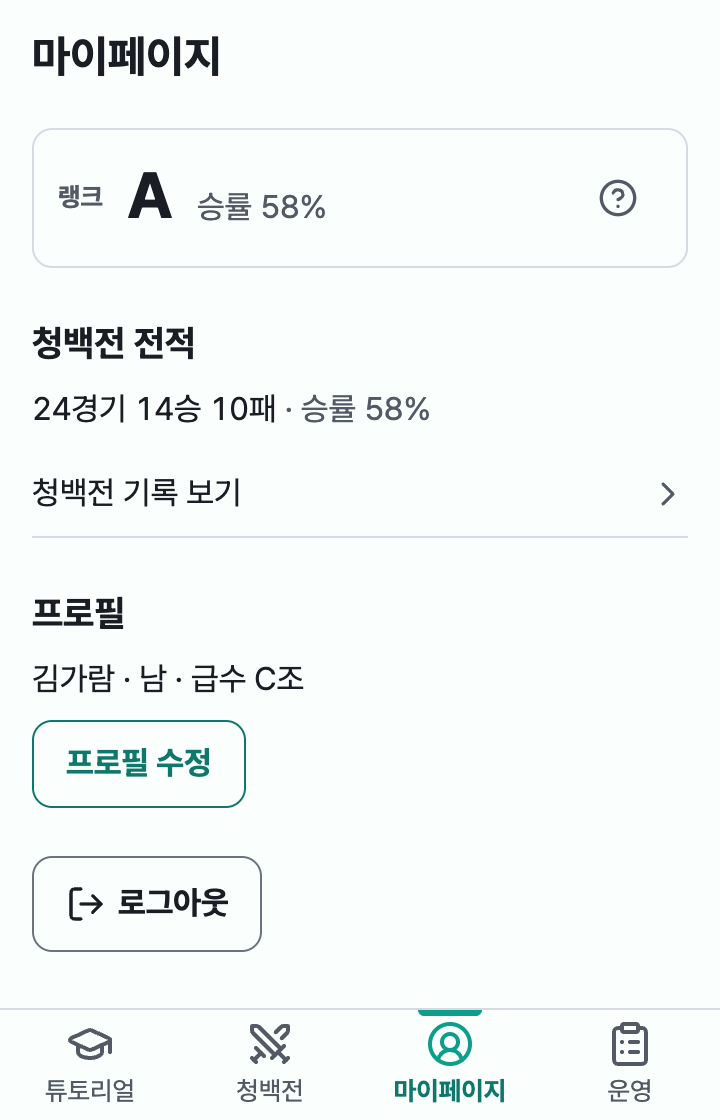 마이페이지
랭크 A 승률 58%
청백전 전적
24경기 14승 10패 · 승률 58%
청백전 기록 보기
프로필
김가람 · 남 · 급수 C조
프로필 수정
로그아웃
튜토리얼 청백전 마이페이지 운영